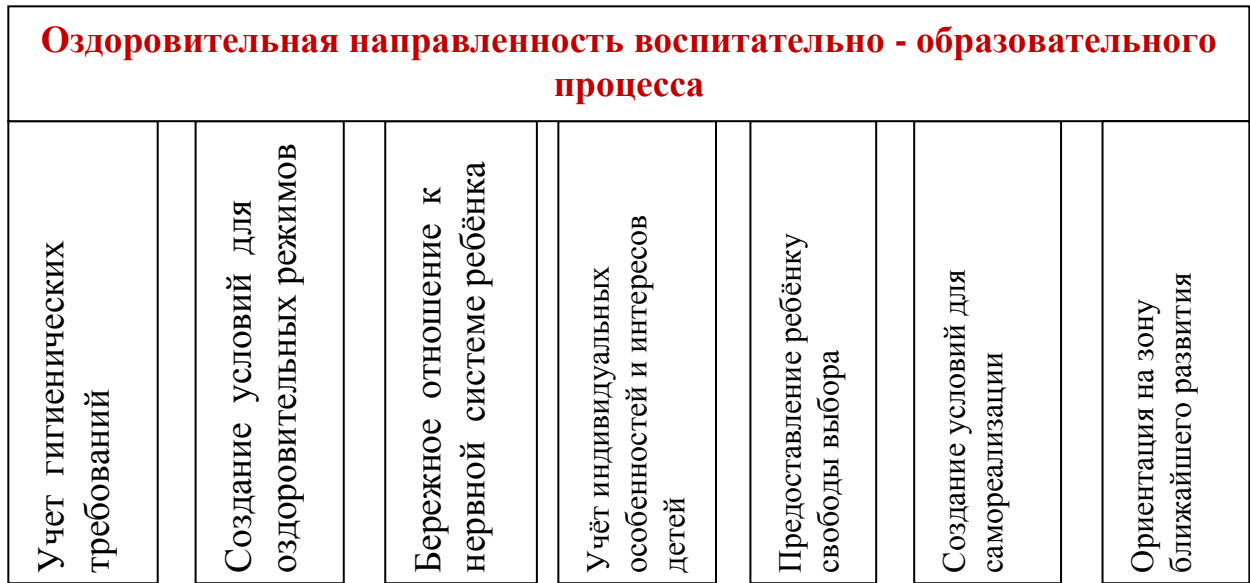 Оздоровительная направленность воспитательно - образовательного
процесса
Учет гигиенических
требований
Создание условий для
оздоровительных режимов
Бережное отношение к
нервной системе ребёнка
Учёт индивидуальных
особенностей и интересов
детей
Предоставление ребёнку
свободы выбора
Создание условий для
самореализации
Ориентация на зону
ближайшего развития